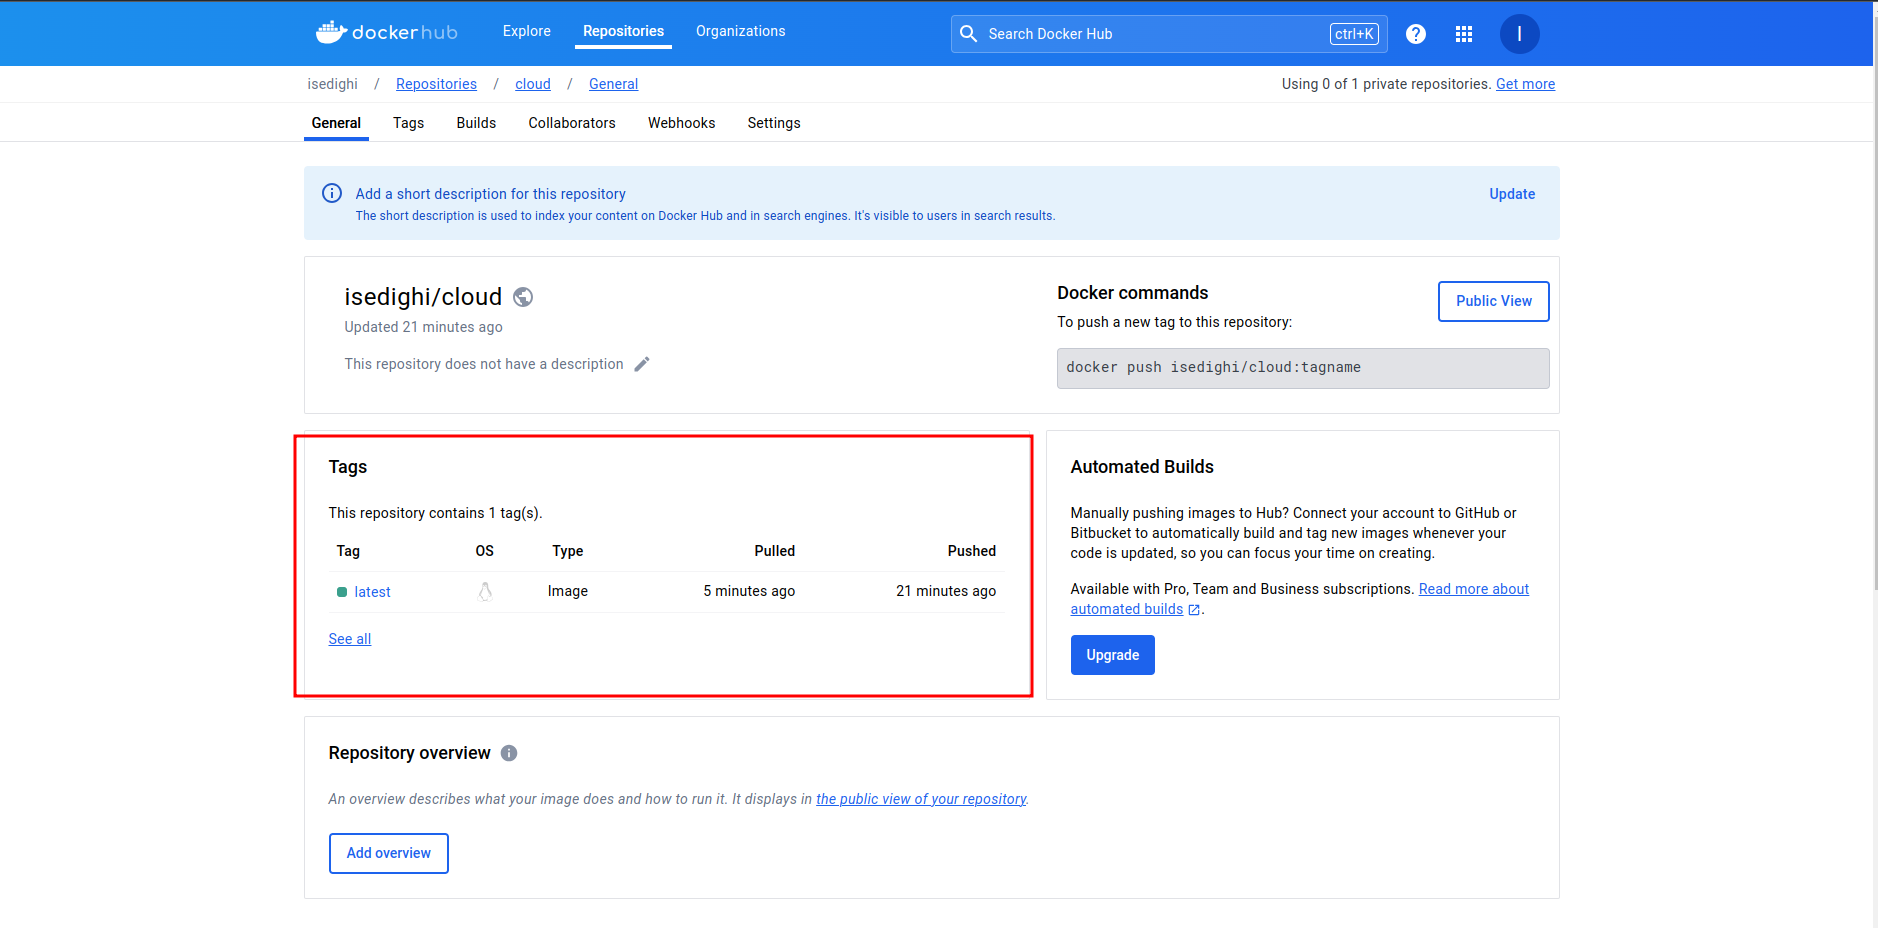 dockerhub Explore Repositories Organizations Search Docker Hub ctrl+K ? I
isedighi / Repositories / cloud / General Using 0 of 1 private repositories. Get more
General Tags Builds Collaborators Webhooks Settings
Add a short description for this repository Update
The short description is used to index your content on Docker Hub and in search engines. It's visible to users in search results.
isedighi/cloud
Updated 21 minutes ago
This repository does not have a description
Docker commands
Public View
To push a new tag to this repository:
docker push isedighi/cloud:tagname
Tags
This repository contains 1 tag(s).
Tag OS Type Pulled Pushed
latest Image 5 minutes ago 21 minutes ago
See all
Automated Builds
Manually pushing images to Hub? Connect your account to GitHub or
Bitbucket to automatically build and tag new images whenever your
code is updated, so you can focus your time on creating.
Available with Pro, Team and Business subscriptions. Read more about
automated builds .
Upgrade
Repository overview
An overview describes what your image does and how to run it. It displays in the public view of your repository.
Add overview